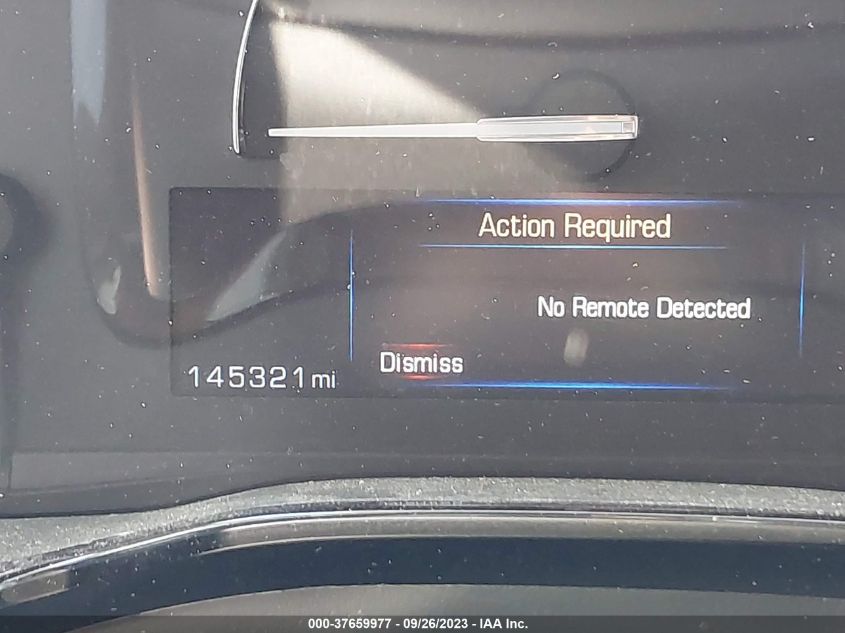 Action Required
No Remote Detected
Dismiss
145321 mi
000-37659977 - 09/26/2023 - IAA Inc.